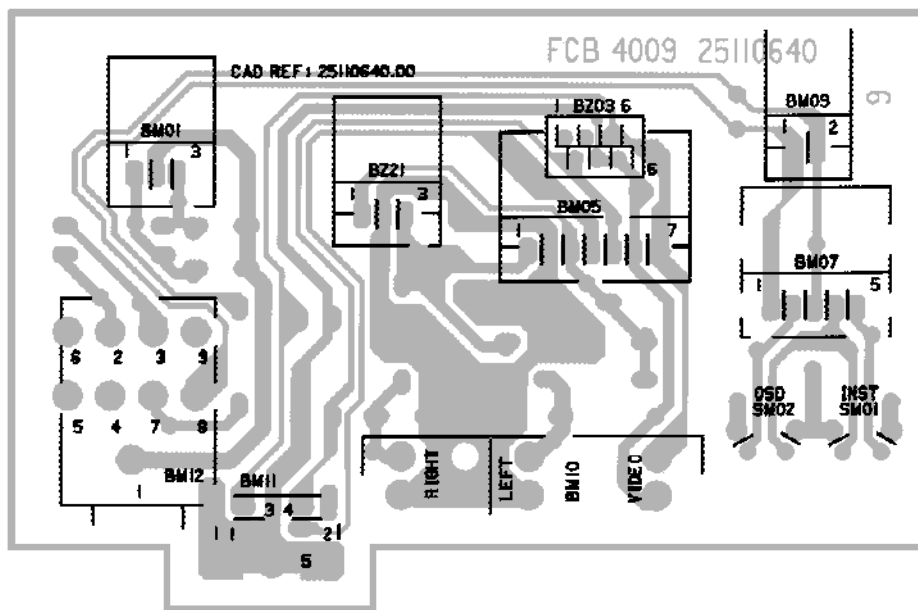 FCB 4009 25110640
CAD REF: 25110640.00
9
BM01
3
BZ21
1 3
1 BZ03 6
6
BM05
1 7
BM09
1 2
BM07
1 5
6 2 3 9
5 4 7 8
BM12
1
BM11
3 4
1 2
5
RIGHT
LEFT
BM10
VIDEO
OSD
SM02
INST
SM01